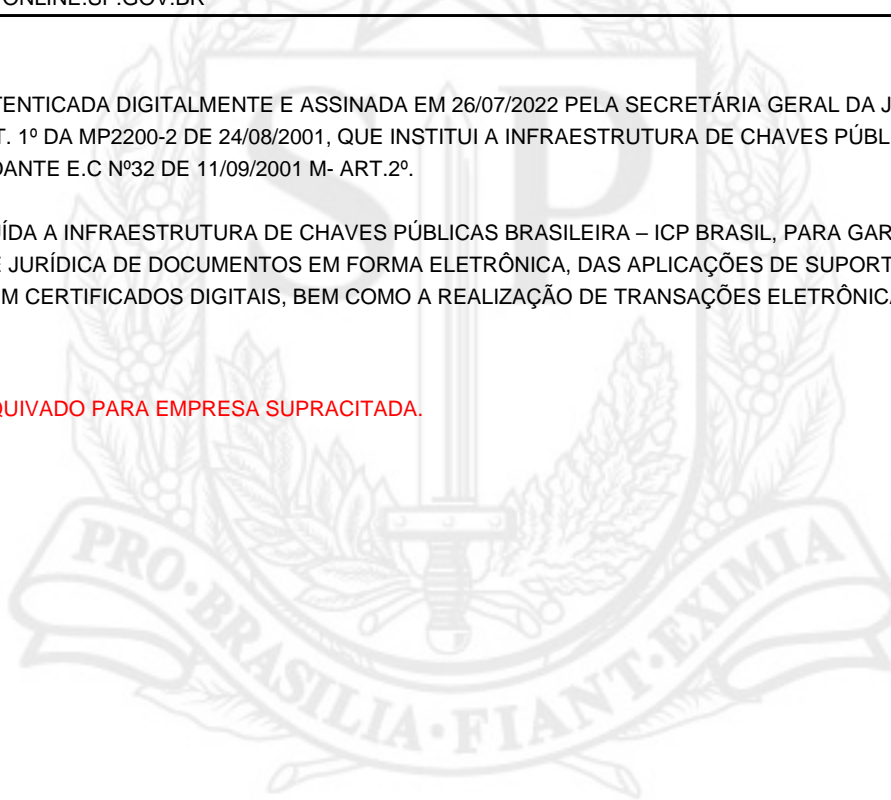 ONLINE.SP.GOV.BR
TENTICADA DIGITALMENTE E ASSINADA EM 26/07/2022 PELA SECRETÁRIA GERAL DA J
T. 1º DA MP2200-2 DE 24/08/2001, QUE INSTITUI A INFRAESTRUTURA DE CHAVES PÚBL
DANTE E.C Nº32 DE 11/09/2001 M- ART.2º.
ÍDA A INFRAESTRUTURA DE CHAVES PÚBLICAS BRASILEIRA – ICP BRASIL, PARA GAR
E JURÍDICA DE DOCUMENTOS EM FORMA ELETRÔNICA, DAS APLICAÇÕES DE SUPORT
M CERTIFICADOS DIGITAIS, BEM COMO A REALIZAÇÃO DE TRANSAÇÕES ELETRÔNICA
QUIVADO PARA EMPRESA SUPRACITADA.
SP
PRO·BRASILIA·FIANT·EXIMIA